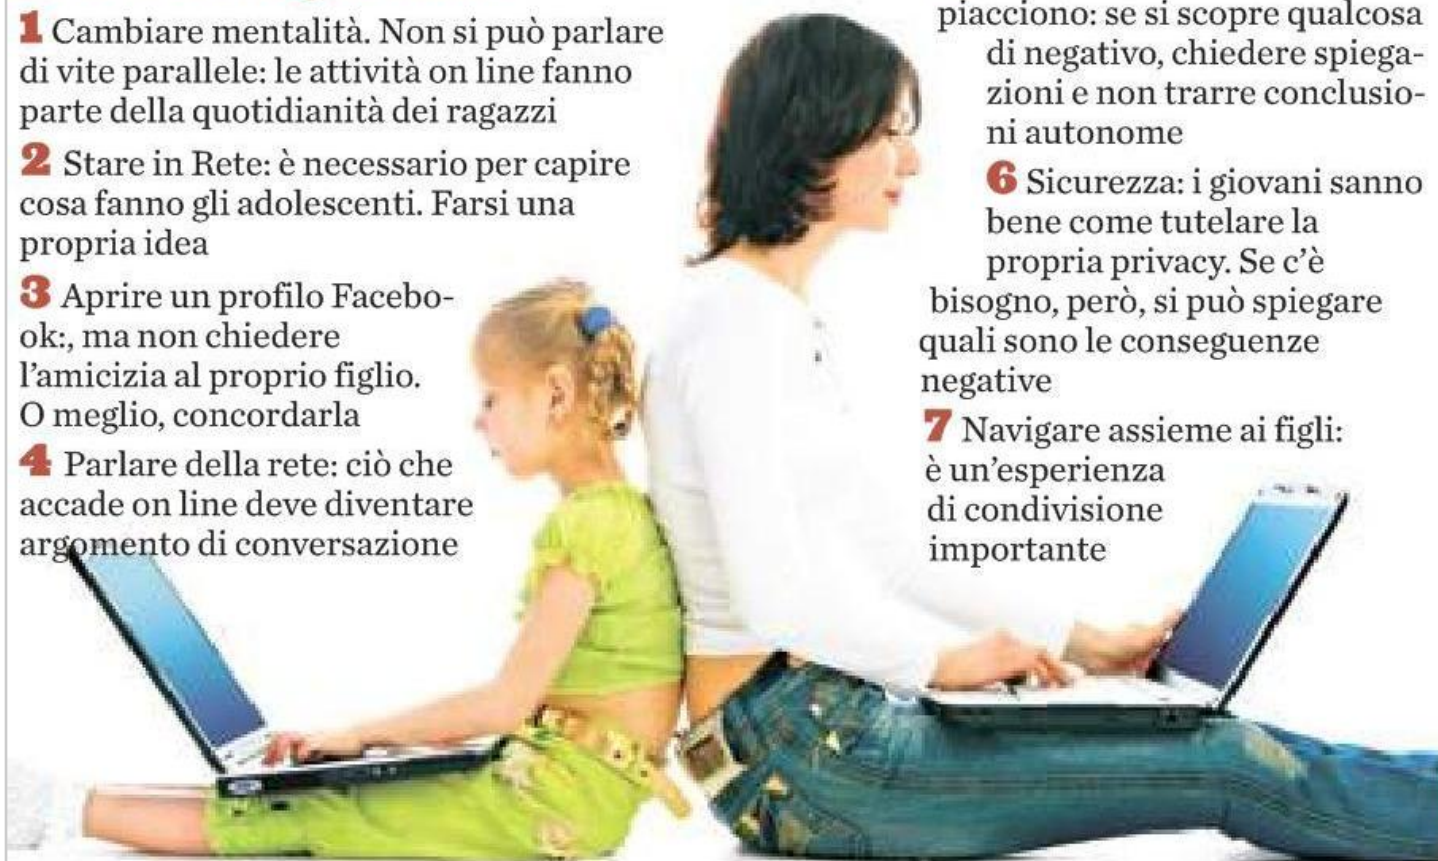 1 Cambiare mentalità. Non si può parlare
di vite parallele: le attività on line fanno
parte della quotidianità dei ragazzi
2 Stare in Rete: è necessario per capire
cosa fanno gli adolescenti. Farsi una
propria idea
3 Aprire un profilo Facebo-
ok:, ma non chiedere
l'amicizia al proprio figlio.
O meglio, concordarla
4 Parlare della rete: ciò che
accade on line deve diventare
argomento di conversazione
piacciono: se si scopre qualcosa
di negativo, chiedere spiega-
zioni e non trarre conclusio-
ni autonome
6 Sicurezza: i giovani sanno
bene come tutelare la
propria privacy. Se c'è
bisogno, però, si può spiegare
quali sono le conseguenze
negative
7 Navigare assieme ai figli:
è un'esperienza
di condivisione
importante